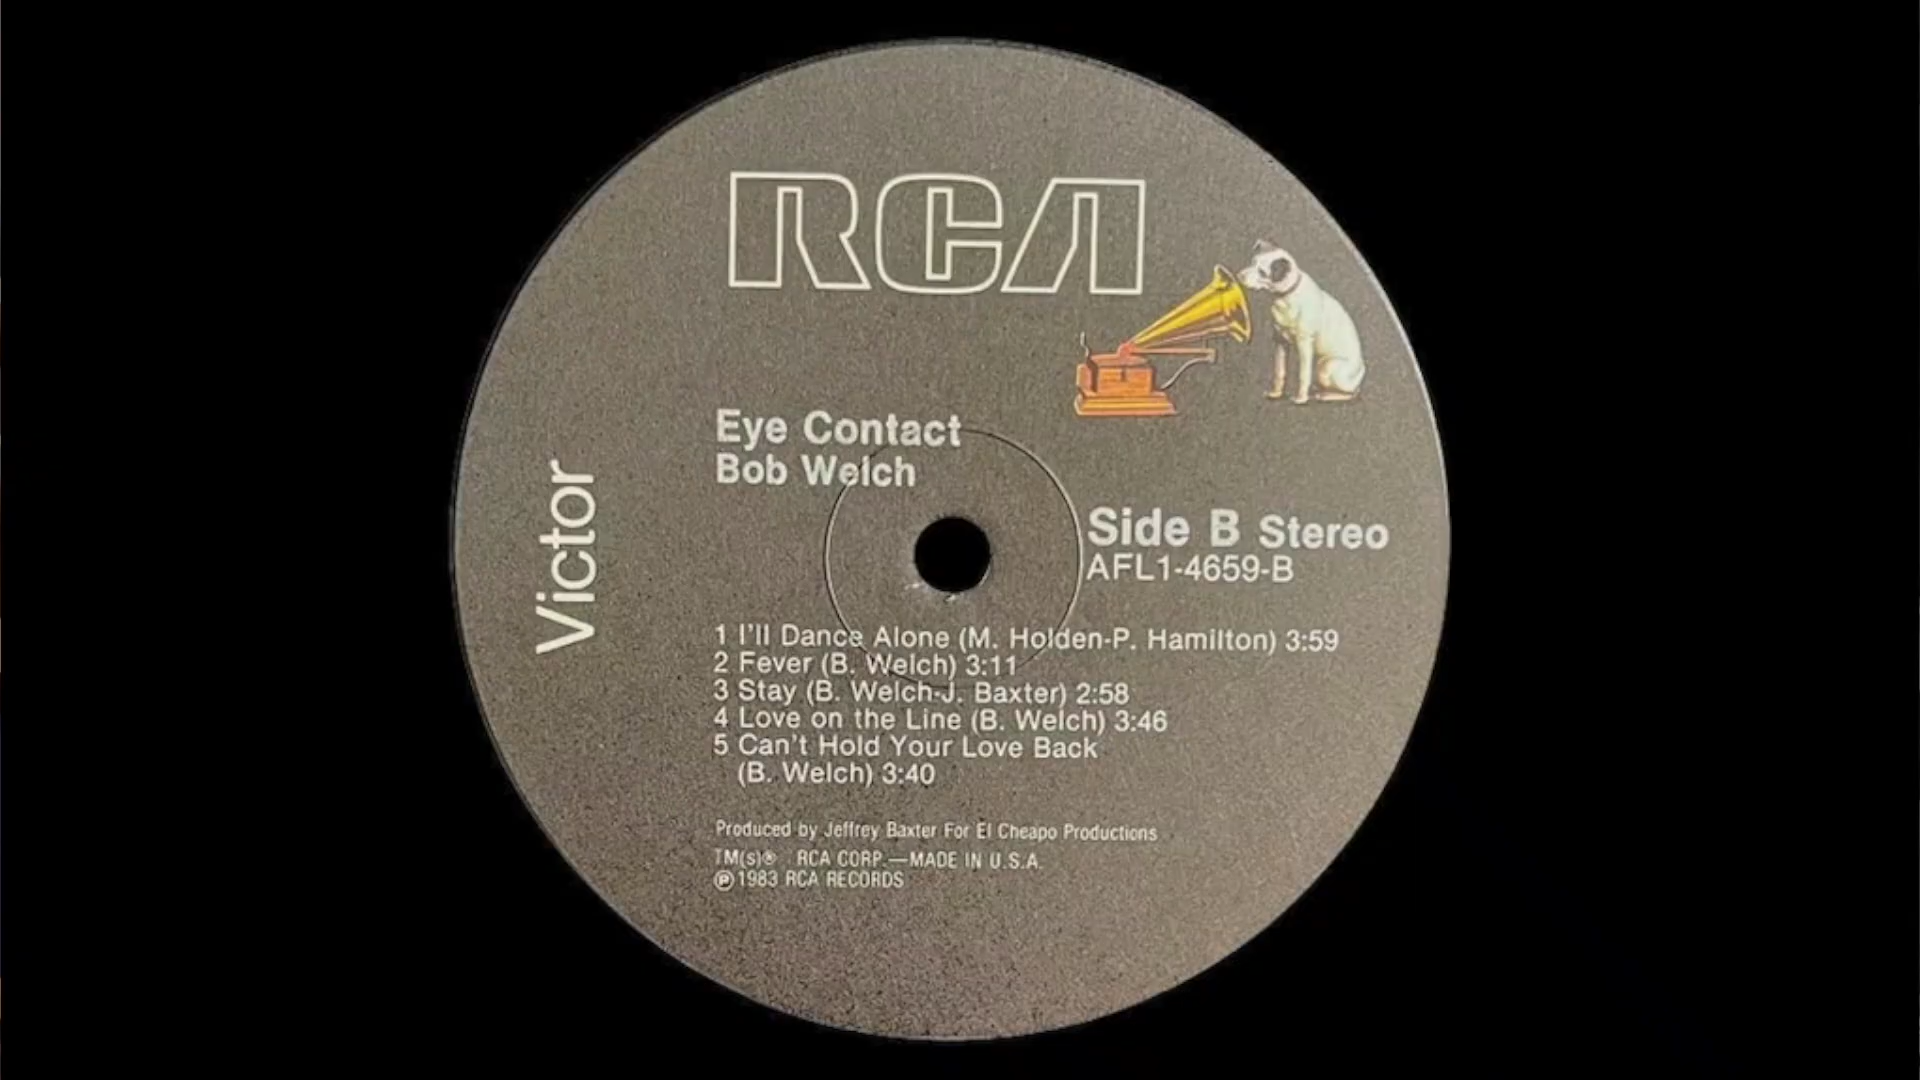 RCA
Victor
Eye Contact
Bob Welch
Side B Stereo
AFL1-4659-B
1 I'll Dance Alone (M. Holden-P. Hamilton) 3:59
2 Fever (B. Welch) 3:11
3 Stay (B. Welch-J. Baxter) 2:58
4 Love on the Line (B. Welch) 3:46
5 Can't Hold Your Love Back
(B. Welch) 3:40
Produced by Jeffrey Baxter For El Cheapo Productions
TM(s)® RCA CORP.—MADE IN U.S.A.
℗ 1983 RCA RECORDS